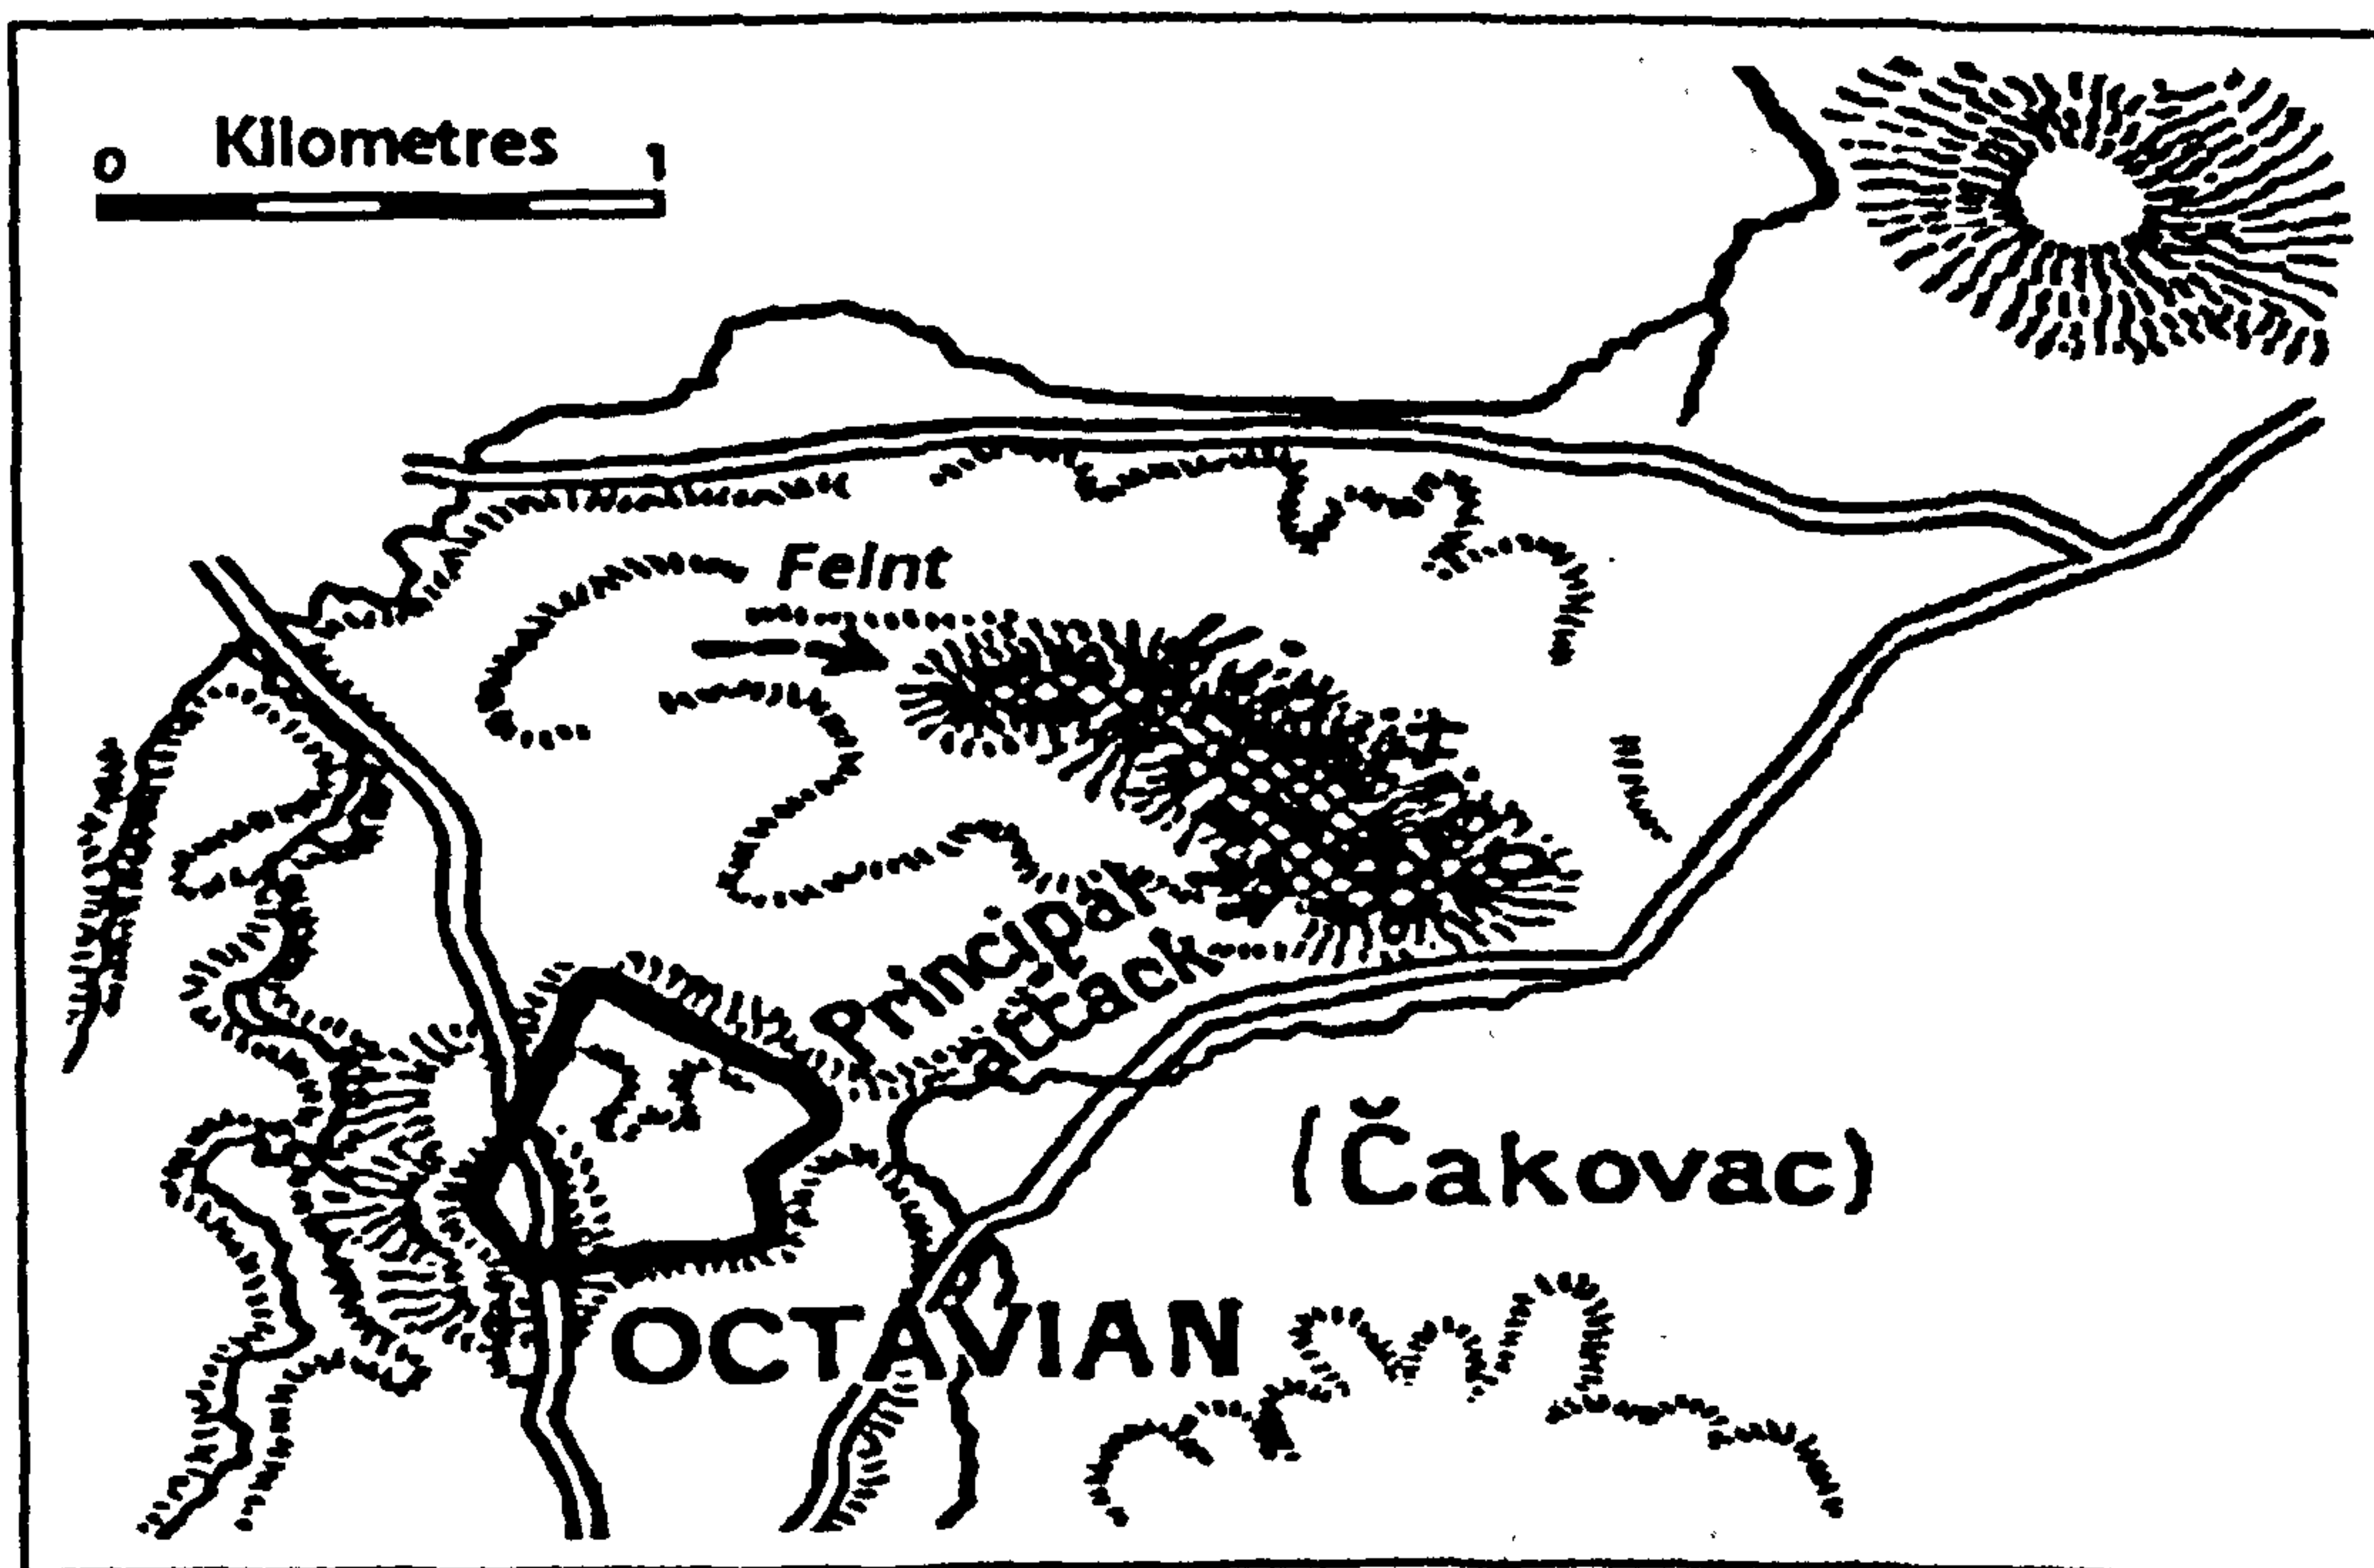 Kilometres
0 1
Feint
Principal
attack
(Čakovac)
OCTAVIAN